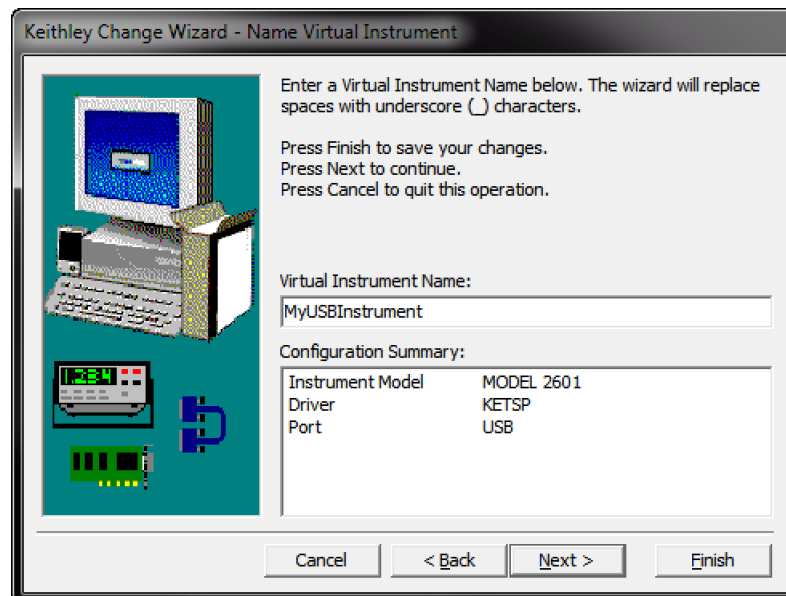 Keithley Change Wizard - Name Virtual Instrument
Enter a Virtual Instrument Name below. The wizard will replace
spaces with underscore (_) characters.
Press Finish to save your changes.
Press Next to continue.
Press Cancel to quit this operation.
Virtual Instrument Name:
MyUSBInstrument
Configuration Summary:
Instrument Model MODEL 2601
Driver KETSP
Port USB
1.234
Cancel < Back Next > Finish